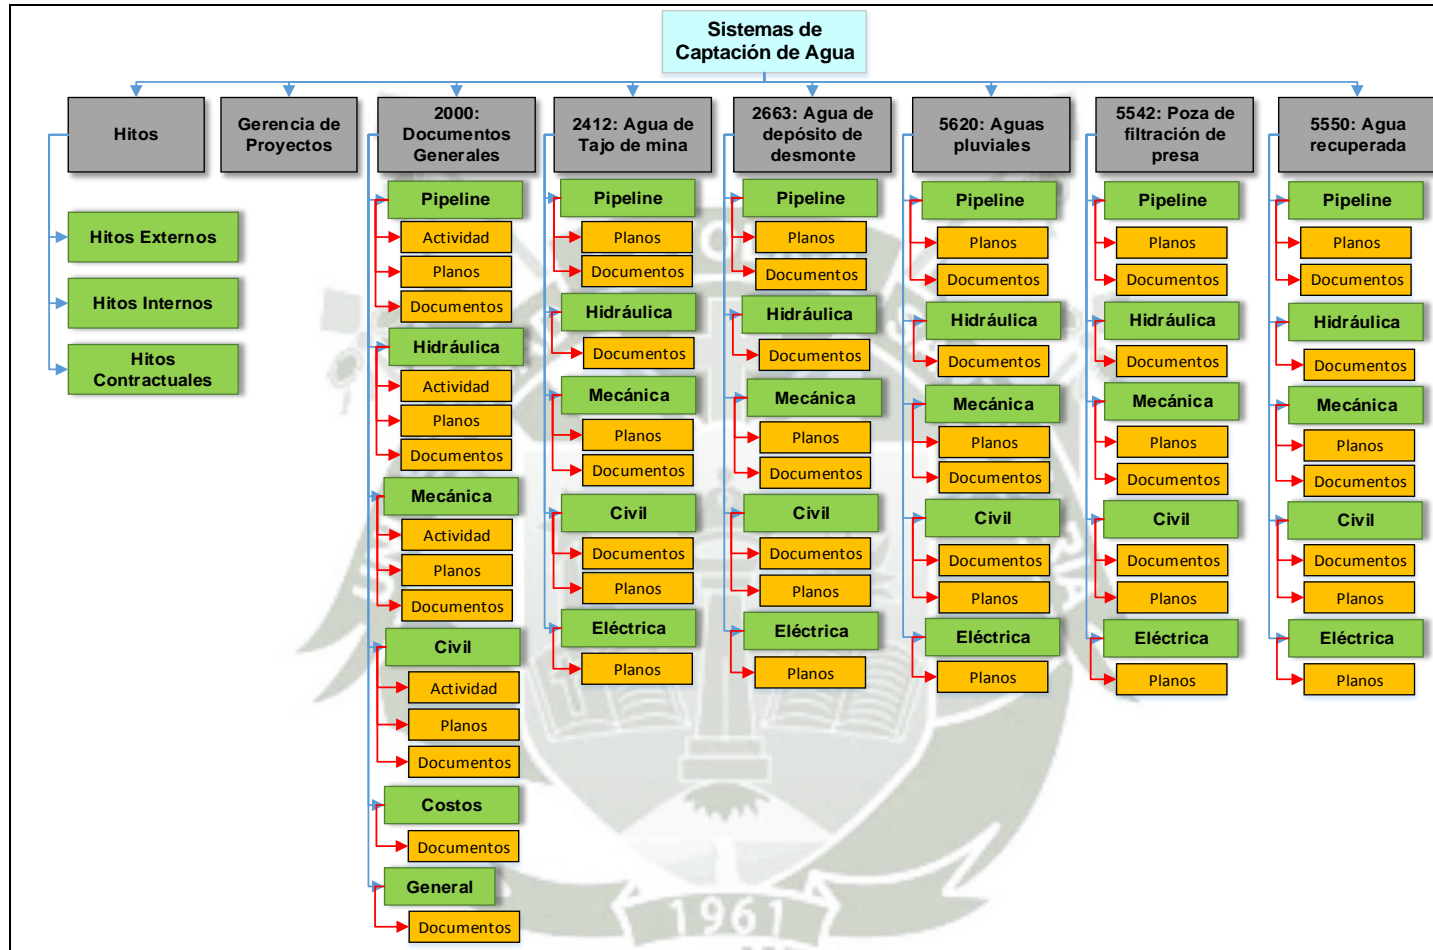 Sistemas de
Captación de Agua
Hitos
Hitos Externos
Hitos Internos
Hitos
Contractuales
Gerencia de
Proyectos
2000:
Documentos
Generales
Pipeline
Actividad
Planos
Documentos
Hidráulica
Actividad
Planos
Documentos
Mecánica
Actividad
Planos
Documentos
Civil
Actividad
Planos
Documentos
Costos
Documentos
General
Documentos
2412: Agua de
Tajo de mina
Pipeline
Planos
Documentos
Hidráulica
Documentos
Mecánica
Planos
Documentos
Civil
Documentos
Planos
Eléctrica
Planos
2663: Agua de
depósito de
desmonte
Pipeline
Planos
Documentos
Hidráulica
Documentos
Mecánica
Planos
Documentos
Civil
Documentos
Planos
Eléctrica
Planos
5620: Aguas
pluviales
Pipeline
Planos
Documentos
Hidráulica
Documentos
Mecánica
Planos
Documentos
Civil
Documentos
Planos
Eléctrica
Planos
5542: Poza de
filtración de
presa
Pipeline
Planos
Documentos
Hidráulica
Documentos
Mecánica
Planos
Documentos
Civil
Documentos
Planos
Eléctrica
Planos
5550: Agua
recuperada
Pipeline
Planos
Documentos
Hidráulica
Documentos
Mecánica
Planos
Documentos
Civil
Documentos
Planos
Eléctrica
Planos
1961